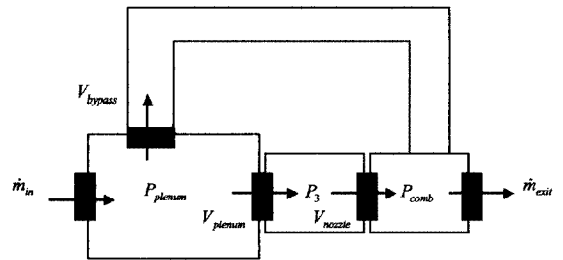 V_bypass
ṁ_in
P_plenum
V_plenum
P_3
V_nozzle
P_comb
ṁ_exit